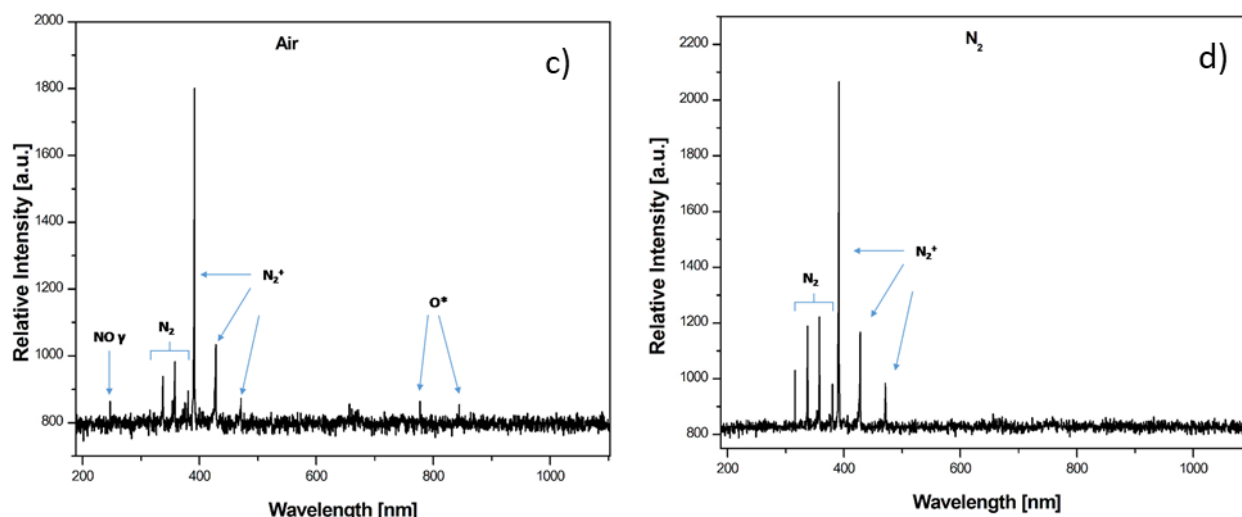 Air
c)
Relative Intensity [a.u.]
2000
1800
1600
1400
1200
1000
800
NO γ
N₂
N₂⁺
O*
200
400
600
800
1000
Wavelength [nm]
N₂
d)
Relative Intensity [a.u.]
2200
2000
1800
1600
1400
1200
1000
800
N₂
N₂⁺
200
400
600
800
1000
Wavelength [nm]